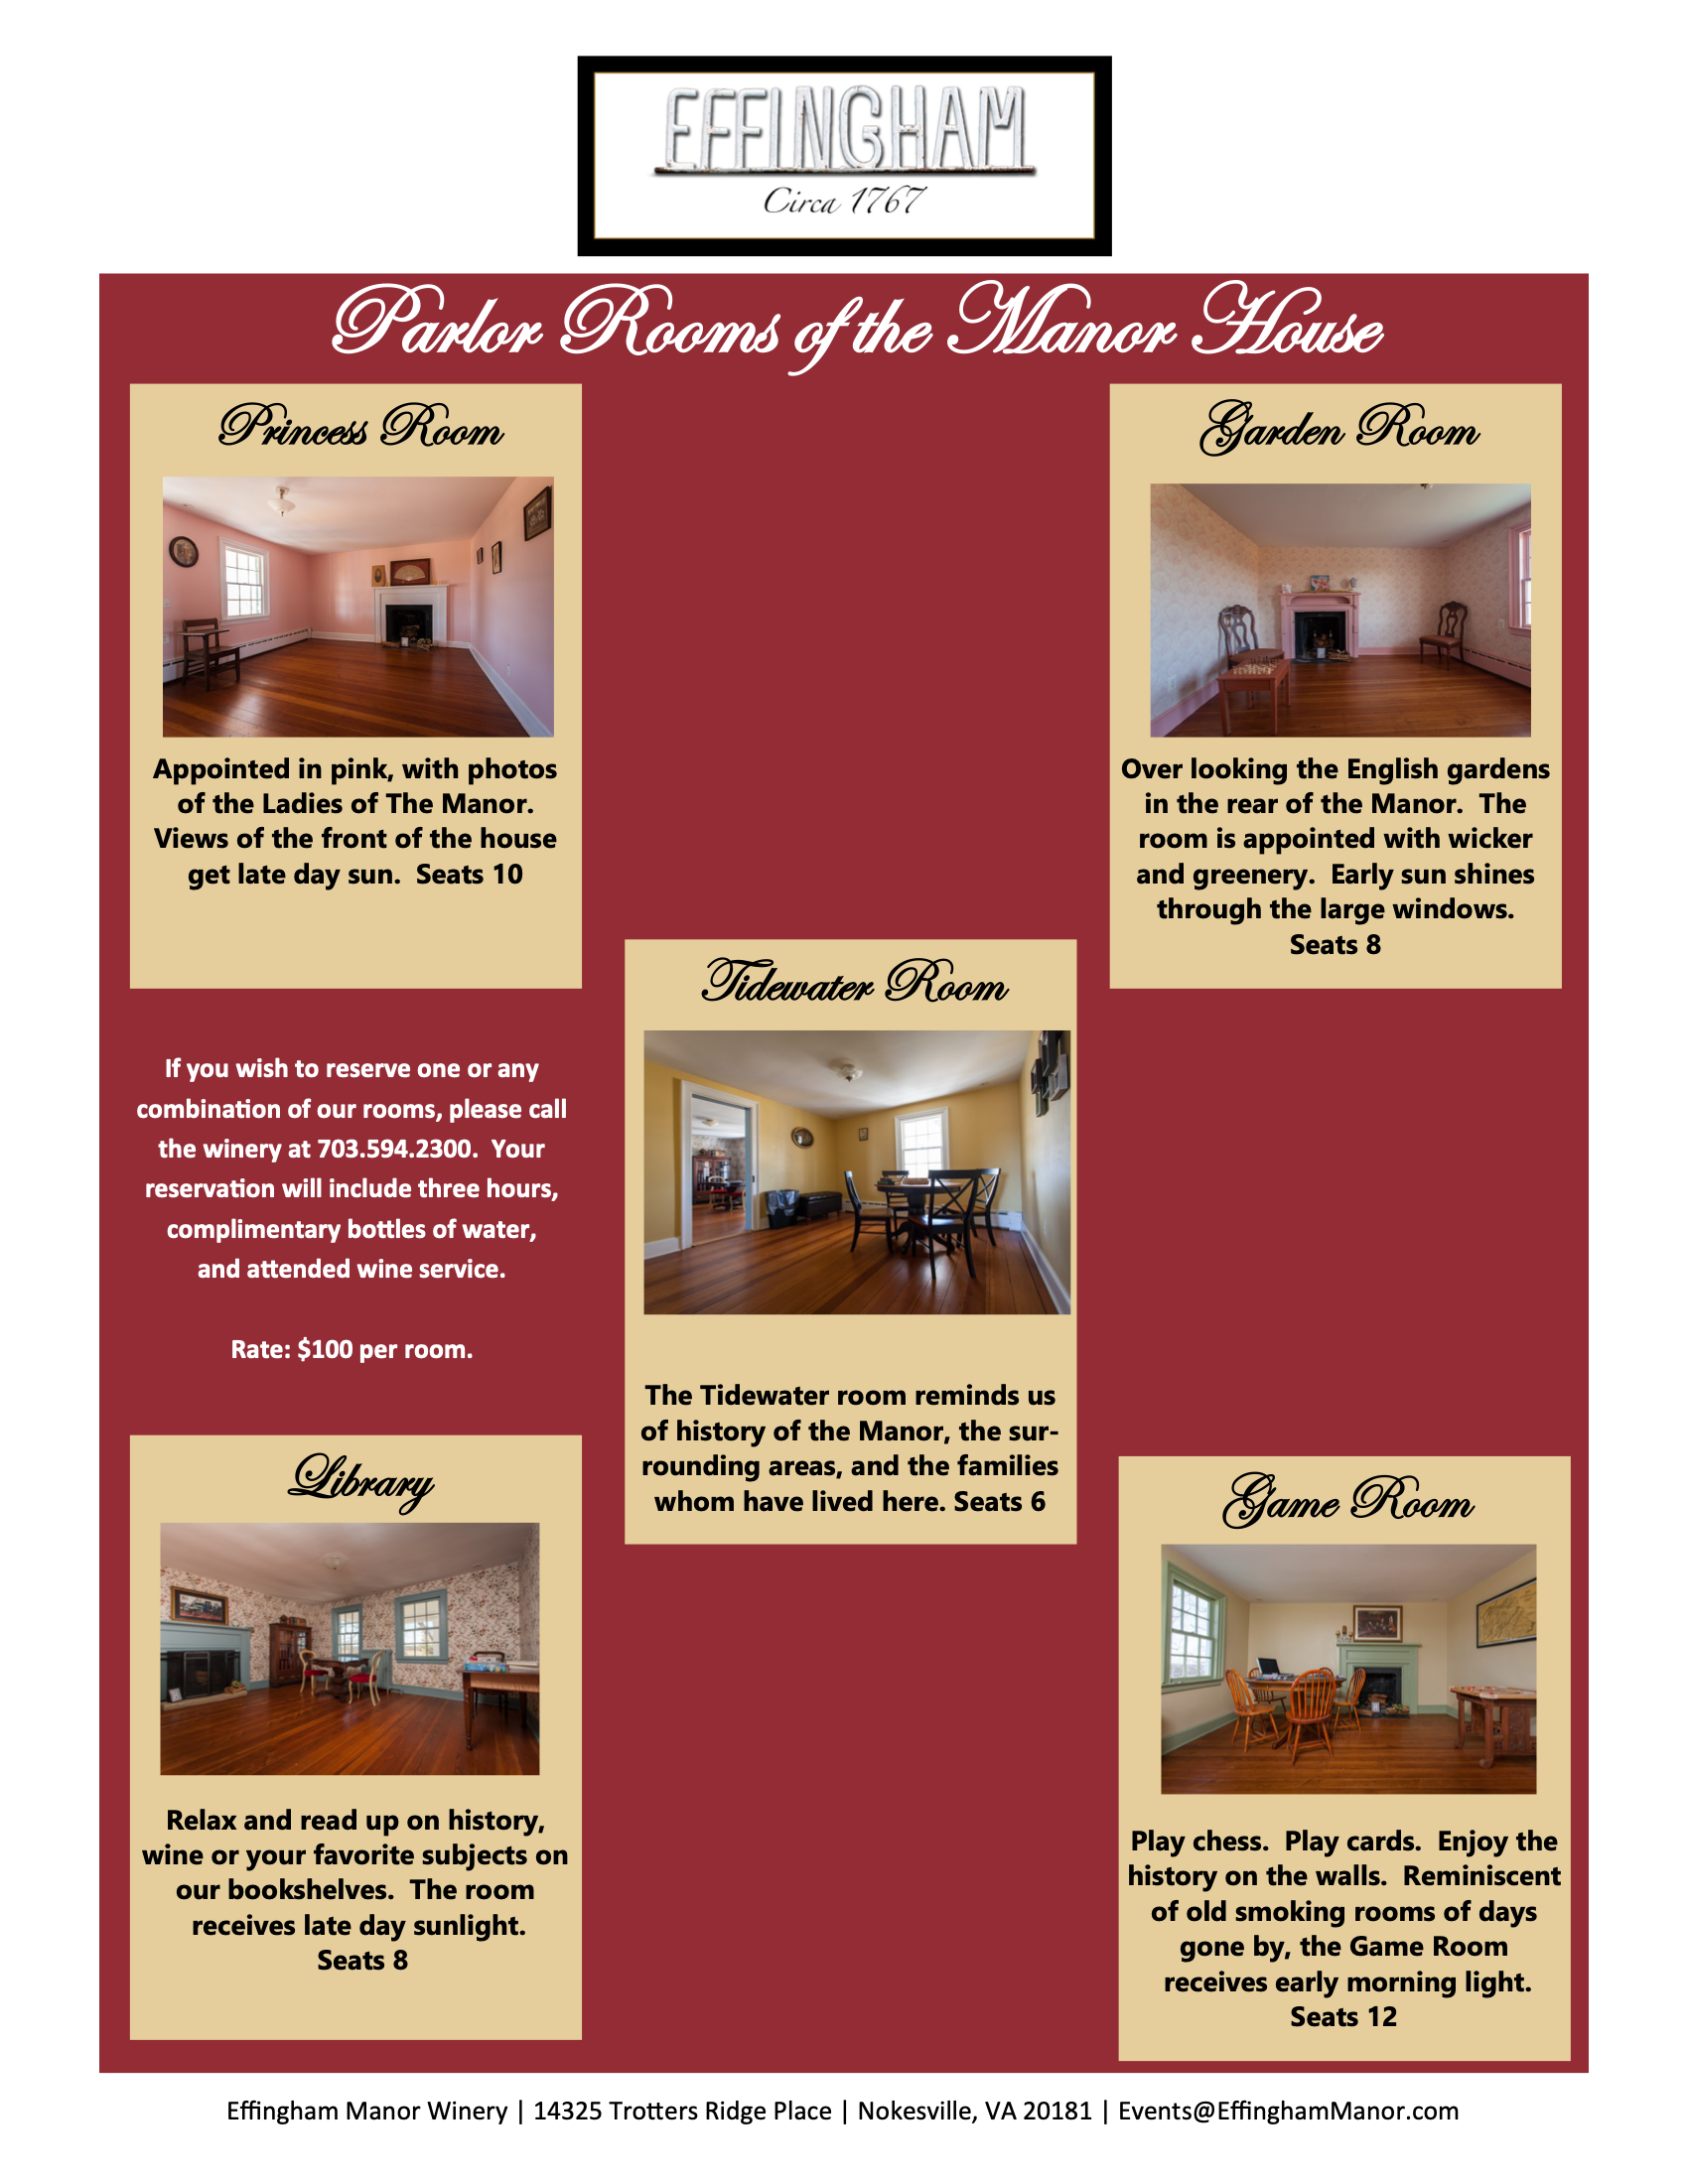 EFFINGHAM
Circa 1767
Parlor Rooms of the Manor House
Princess Room
Appointed in pink, with photos
of the Ladies of The Manor.
Views of the front of the house
get late day sun.  Seats 10
Garden Room
Over looking the English gardens
in the rear of the Manor.  The
room is appointed with wicker
and greenery.  Early sun shines
through the large windows.
Seats 8
Tidewater Room
The Tidewater room reminds us
of history of the Manor, the sur-
rounding areas, and the families
whom have lived here. Seats 6
If you wish to reserve one or any
combination of our rooms, please call
the winery at 703.594.2300.  Your
reservation will include three hours,
complimentary bottles of water,
and attended wine service.
Rate: $100 per room.
Library
Relax and read up on history,
wine or your favorite subjects on
our bookshelves.  The room
receives late day sunlight.
Seats 8
Game Room
Play chess.  Play cards.  Enjoy the
history on the walls.  Reminiscent
of old smoking rooms of days
gone by, the Game Room
receives early morning light.
Seats 12
Effingham Manor Winery | 14325 Trotters Ridge Place | Nokesville, VA 20181 | Events@EffinghamManor.com